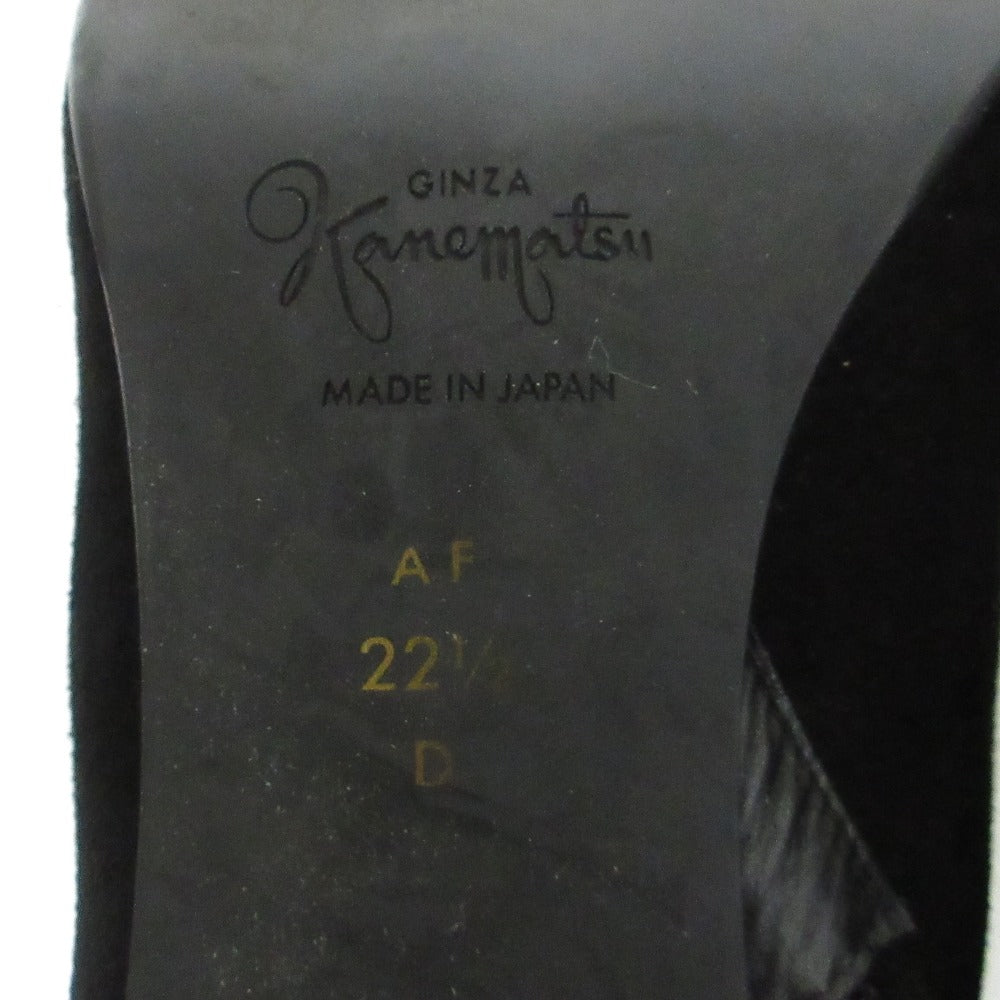 GINZA
Kanematsu
MADE IN JAPAN
AF
22½
D